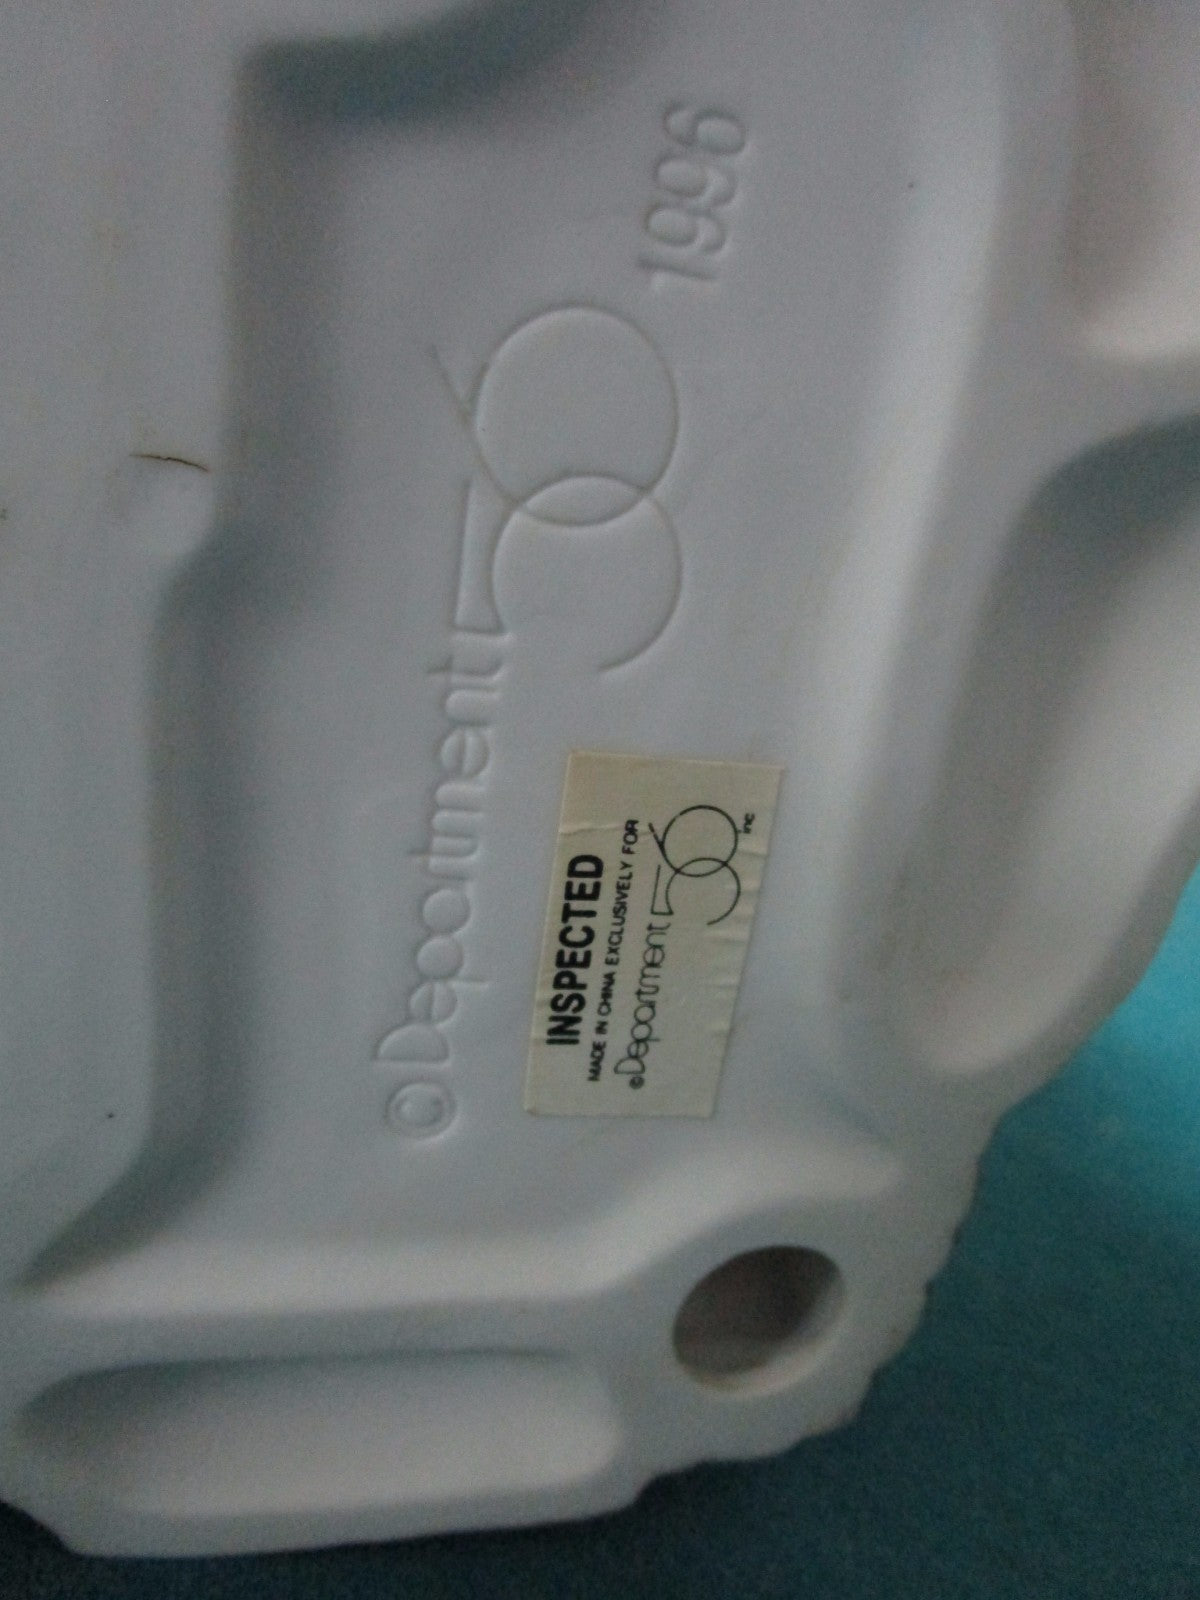 ©Department 56
1996
INSPECTED
MADE IN CHINA EXCLUSIVELY FOR
©Department 56 inc